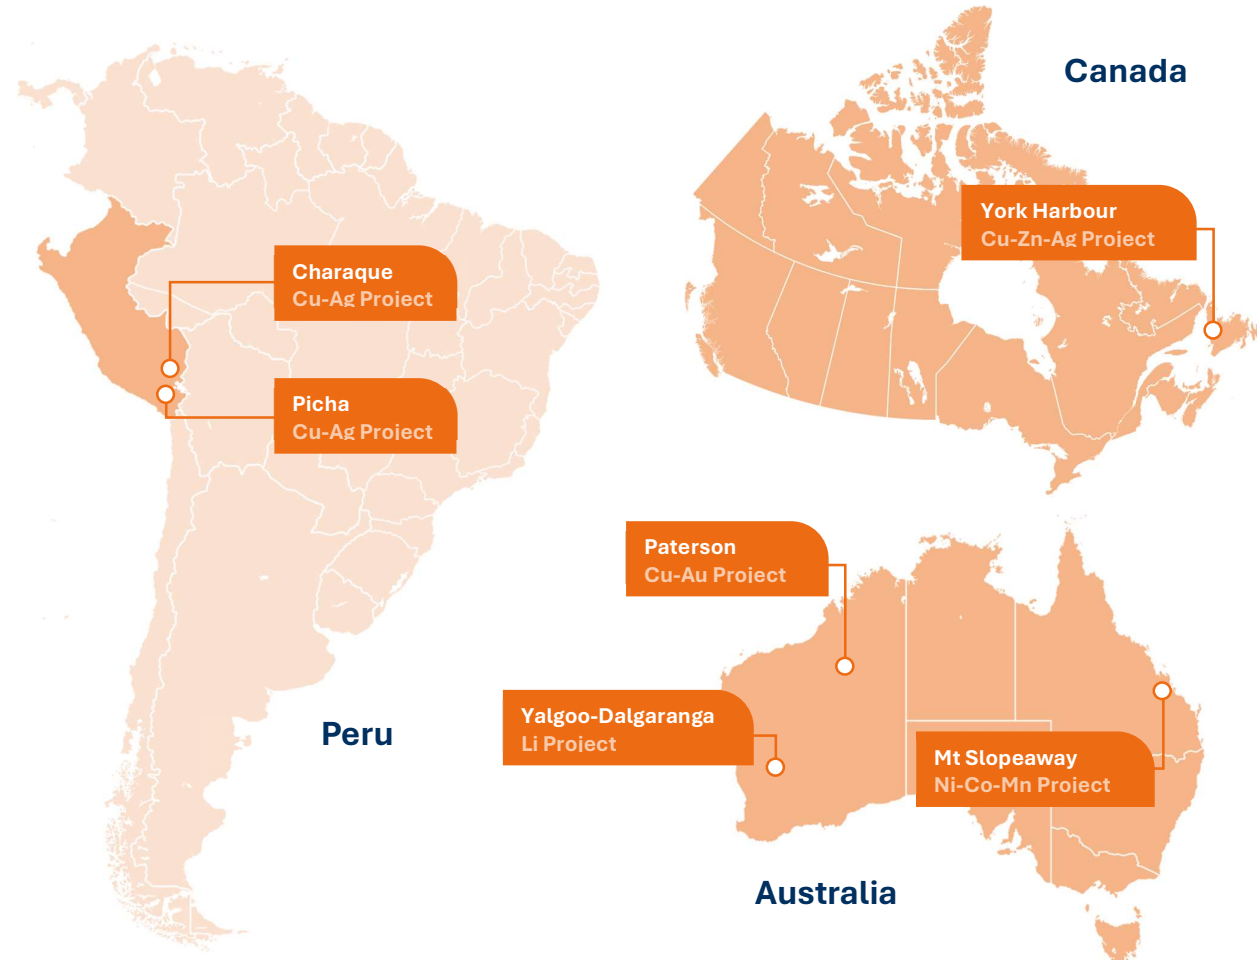 Canada
York Harbour
Cu-Zn-Ag Project
Charaque
Cu-Ag Project
Picha
Cu-Ag Project
Peru
Paterson
Cu-Au Project
Yalgoo-Dalgaranga
Li Project
Mt Slopeaway
Ni-Co-Mn Project
Australia